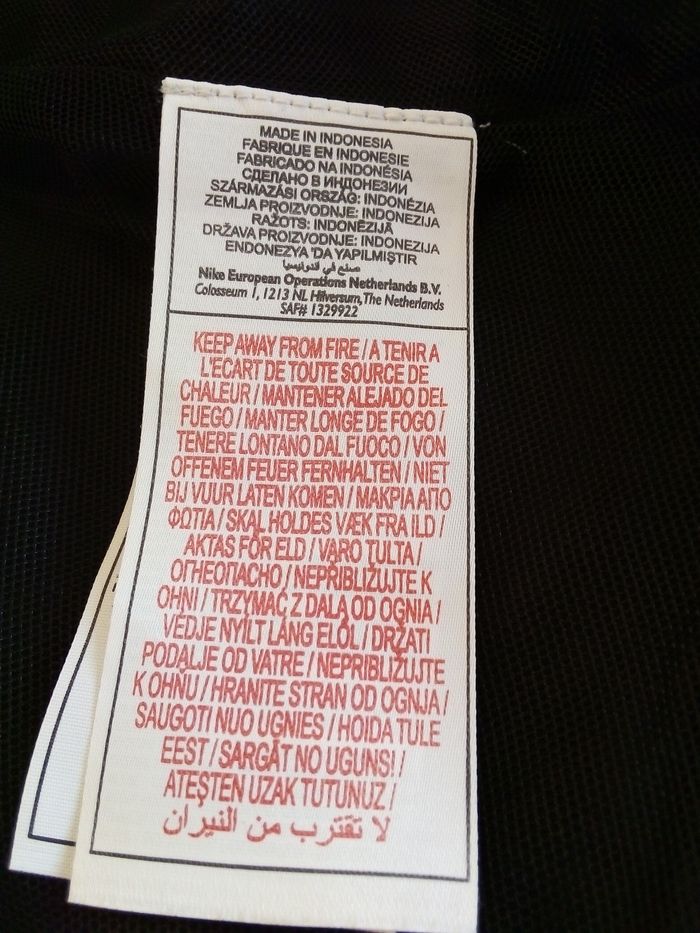 MADE IN INDONESIA
FABRIQUE EN INDONESIE
FABRICADO NA INDONÉSIA
СДЕЛАНО В ИНДОНЕЗИИ
SZÁRMAZÁSI ORSZÁG: INDONÉZIA
ZEMLJA PROIZVODNJE: INDONEZIJA
RAŽOTS: INDONĒZIJĀ
DRŽAVA PROIZVODNJE: INDONEZIJA
ENDONEZYA 'DA YAPILMIŞTIR
صنع في اندونيسيا
Nike European Operations Netherlands B.V.
Colosseum 1, 1213 NL Hilversum, The Netherlands
SAF# 1329922
KEEP AWAY FROM FIRE / A TENIR A
L'ECART DE TOUTE SOURCE DE
CHALEUR / MANTENER ALEJADO DEL
FUEGO / MANTER LONGE DE FOGO /
TENERE LONTANO DAL FUOCO / VON
OFFENEM FEUER FERNHALTEN / NIET
BIJ VUUR LATEN KOMEN / ΜΑΚΡΙΑ ΑΠΟ
ΦΩΤΙΑ / SKAL HOLDES VÆK FRA ILD /
AKTAS FÖR ELD / VARO TULTA /
ОГНЕОПАСНО / NEPŘIBLIŽUJTE K
OHNI / TRZYMAĆ Z DALA OD OGNIA /
VÉDJE NYÍLT LÁNG ELŐL / DRŽATI
PODALJE OD VATRE / NEPRIBLIŽUJTE
K OHŇU / HRANITE STRAN OD OGNJA /
SAUGOTI NUO UGNIES / HOIDA TULE
EEST / SARGĀT NO UGUNS! /
ATEŞTEN UZAK TUTUNUZ /
لا تقترب من النيران